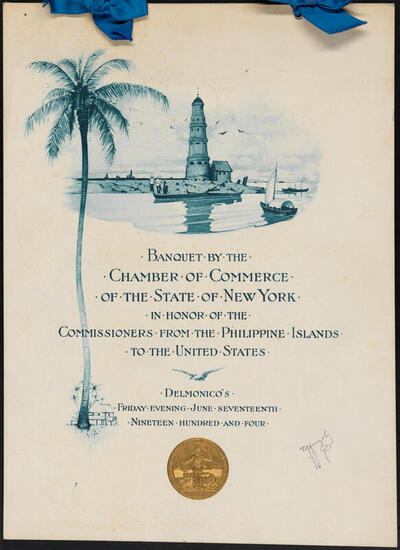 · BANQUET · BY · THE ·
· CHAMBER · OF · COMMERCE ·
· OF · THE · STATE · OF · NEW YORK ·
· IN · HONOR · OF · THE ·
COMMISSIONERS · FROM · THE · PHILIPPINE · ISLANDS ·
· TO · THE · UNITED · STATES ·
DELMONICO'S ·
· FRIDAY · EVENING · JUNE · SEVENTEENTH ·
· NINETEEN · HUNDRED · AND · FOUR ·